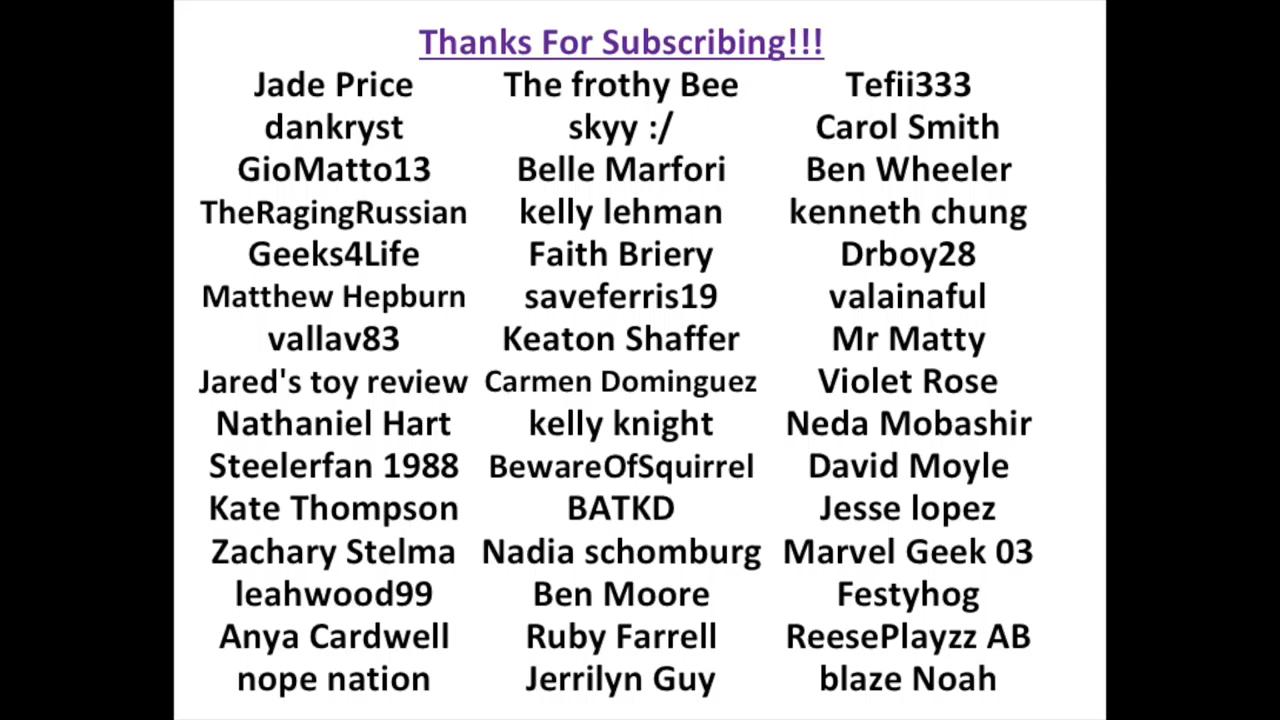 Thanks For Subscribing!!!
Jade Price The frothy Bee Tefii333
dankryst skyy :/ Carol Smith
GioMatto13 Belle Marfori Ben Wheeler
TheRagingRussian kelly lehman kenneth chung
Geeks4Life Faith Briery Drboy28
Matthew Hepburn saveferris19 valainaful
vallav83 Keaton Shaffer Mr Matty
Jared's toy review Carmen Dominguez Violet Rose
Nathaniel Hart kelly knight Neda Mobashir
Steelerfan 1988 BewareOfSquirrel David Moyle
Kate Thompson BATKD Jesse lopez
Zachary Stelma Nadia schomburg Marvel Geek 03
leahwood99 Ben Moore Festyhog
Anya Cardwell Ruby Farrell ReesePlayzz AB
nope nation Jerrilyn Guy blaze Noah